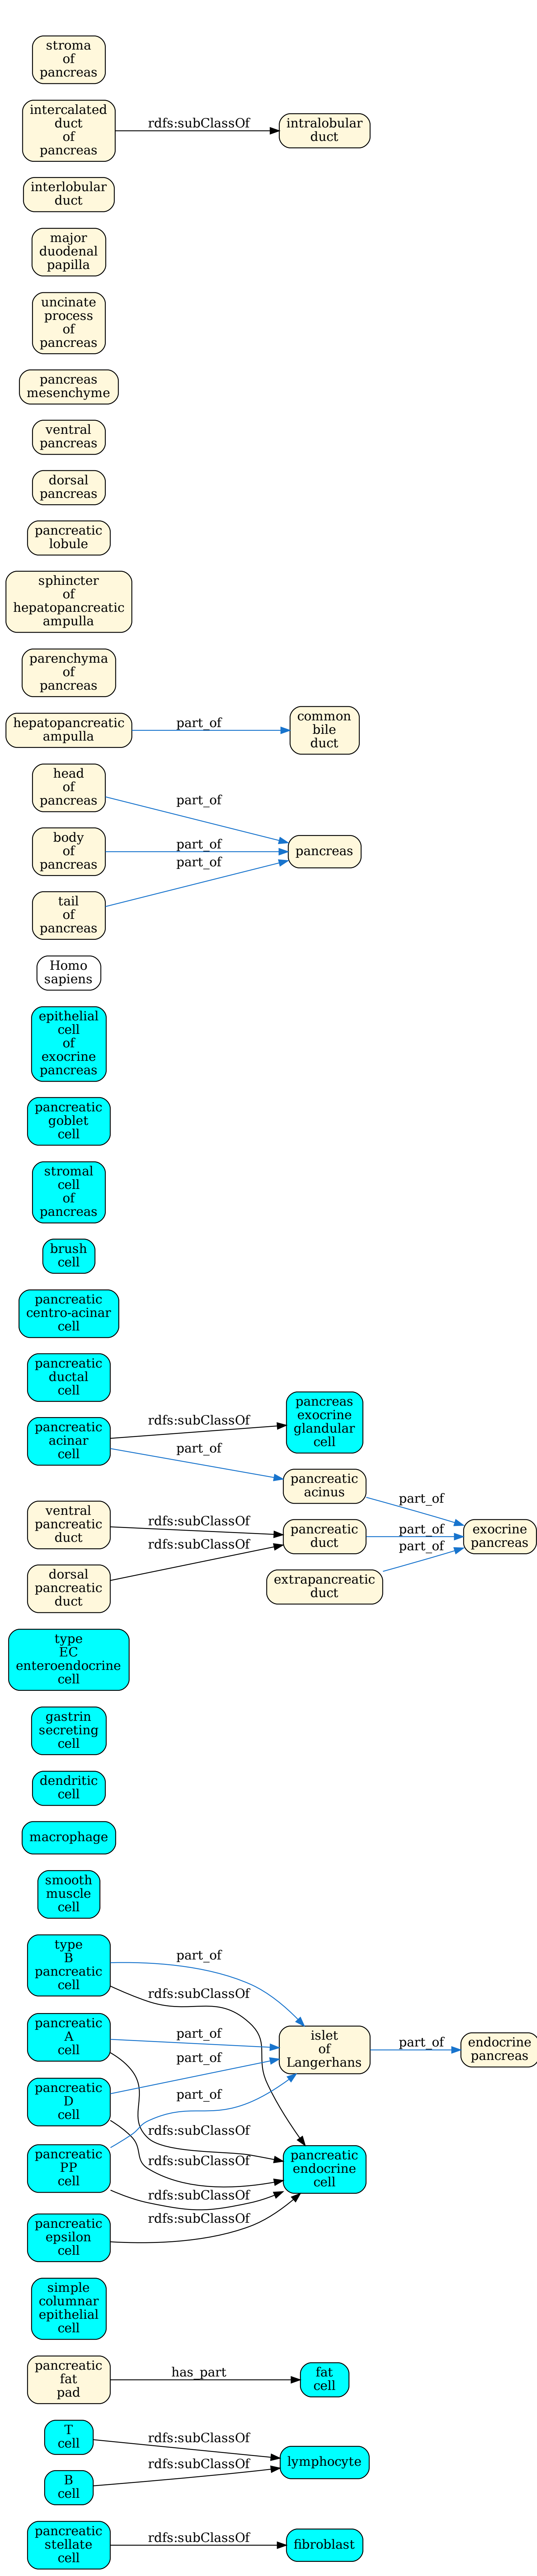 stroma
of
pancreas
intercalated
duct
of
pancreas
rdfs:subClassOf
intralobular
duct
interlobular
duct
major
duodenal
papilla
uncinate
process
of
pancreas
pancreas
mesenchyme
ventral
pancreas
dorsal
pancreas
pancreatic
lobule
sphincter
of
hepatopancreatic
ampulla
parenchyma
of
pancreas
hepatopancreatic
ampulla
part_of
common
bile
duct
head
of
pancreas
part_of
body
of
pancreas
part_of
pancreas
part_of
tail
of
pancreas
Homo
sapiens
epithelial
cell
of
exocrine
pancreas
pancreatic
goblet
cell
stromal
cell
of
pancreas
brush
cell
pancreatic
centro-acinar
cell
pancreatic
ductal
cell
pancreatic
acinar
cell
rdfs:subClassOf
part_of
pancreas
exocrine
glandular
cell
pancreatic
acinus
part_of
ventral
pancreatic
duct
rdfs:subClassOf
pancreatic
duct
part_of
exocrine
pancreas
rdfs:subClassOf
part_of
dorsal
pancreatic
duct
extrapancreatic
duct
type
EC
enteroendocrine
cell
gastrin
secreting
cell
dendritic
cell
macrophage
smooth
muscle
cell
type
B
pancreatic
cell
part_of
rdfs:subClassOf
pancreatic
A
cell
part_of
islet
of
Langerhans
part_of
endocrine
pancreas
pancreatic
D
cell
part_of
part_of
rdfs:subClassOf
pancreatic
PP
cell
rdfs:subClassOf
pancreatic
endocrine
cell
rdfs:subClassOf
pancreatic
epsilon
cell
rdfs:subClassOf
simple
columnar
epithelial
cell
pancreatic
fat
pad
has_part
fat
cell
T
cell
rdfs:subClassOf
lymphocyte
B
cell
rdfs:subClassOf
pancreatic
stellate
cell
rdfs:subClassOf
fibroblast